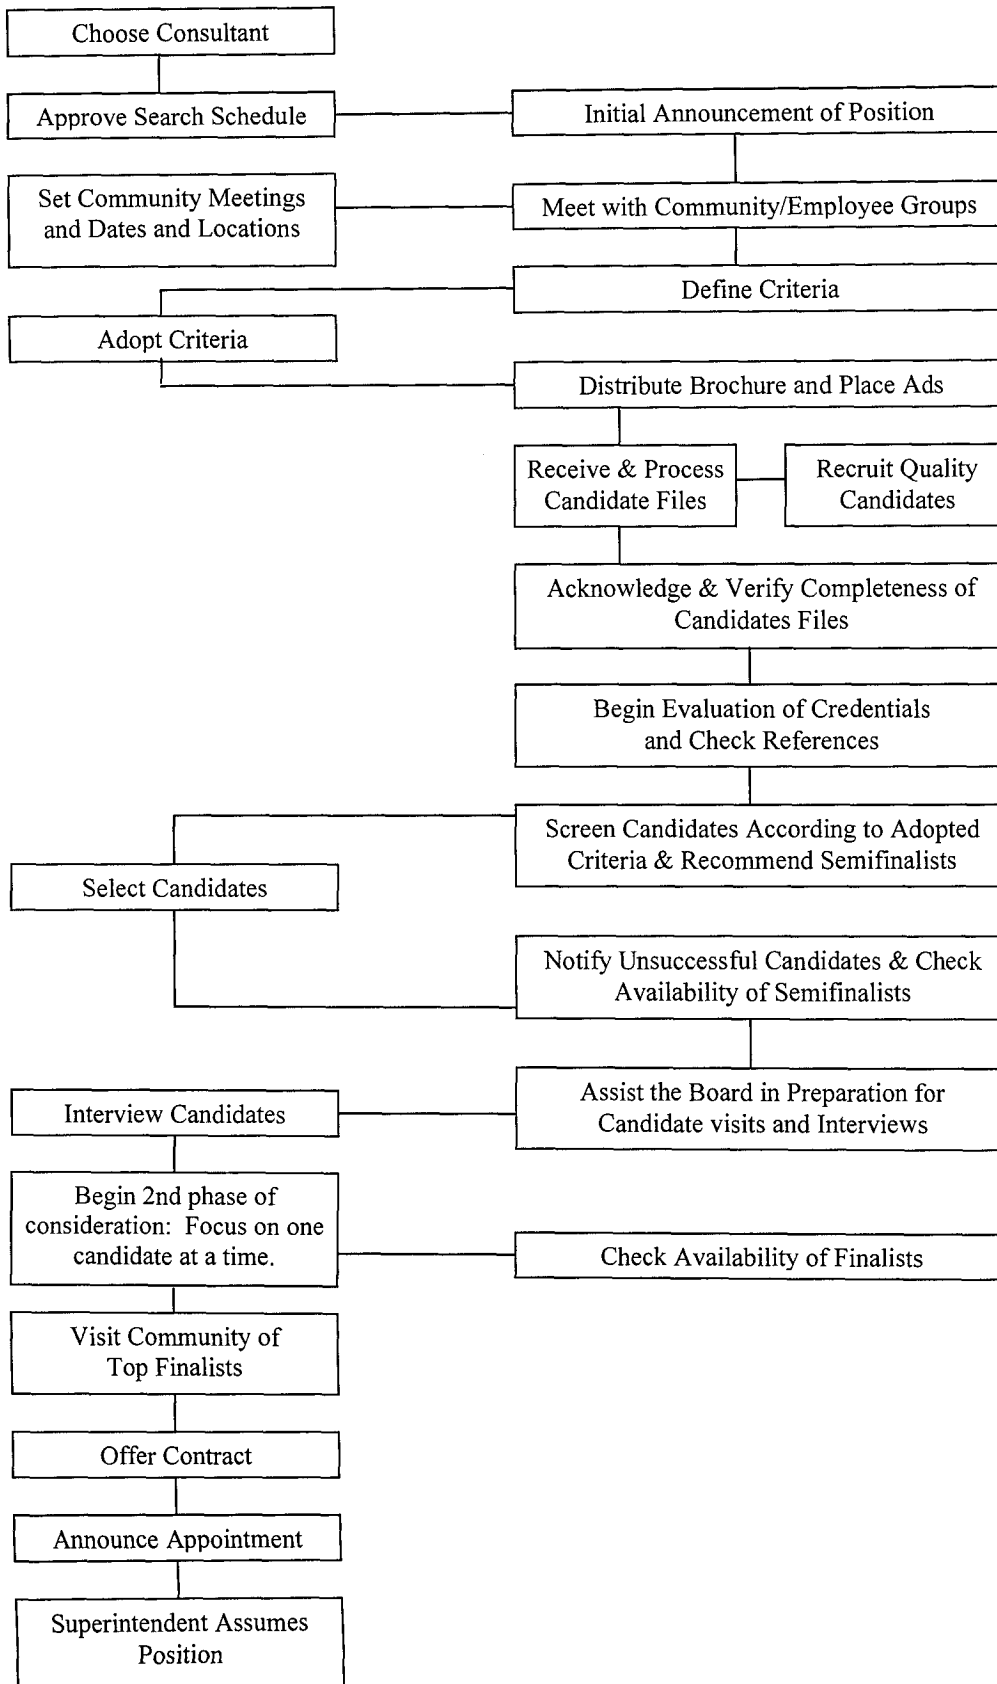 Choose Consultant
Approve Search Schedule
Initial Announcement of Position
Set Community Meetings
and Dates and Locations
Meet with Community/Employee Groups
Define Criteria
Adopt Criteria
Distribute Brochure and Place Ads
Receive & Process
Candidate Files
Recruit Quality
Candidates
Acknowledge & Verify Completeness of
Candidates Files
Begin Evaluation of Credentials
and Check References
Screen Candidates According to Adopted
Criteria & Recommend Semifinalists
Select Candidates
Notify Unsuccessful Candidates & Check
Availability of Semifinalists
Assist the Board in Preparation for
Candidate visits and Interviews
Interview Candidates
Begin 2nd phase of
consideration: Focus on one
candidate at a time.
Check Availability of Finalists
Visit Community of
Top Finalists
Offer Contract
Announce Appointment
Superintendent Assumes
Position